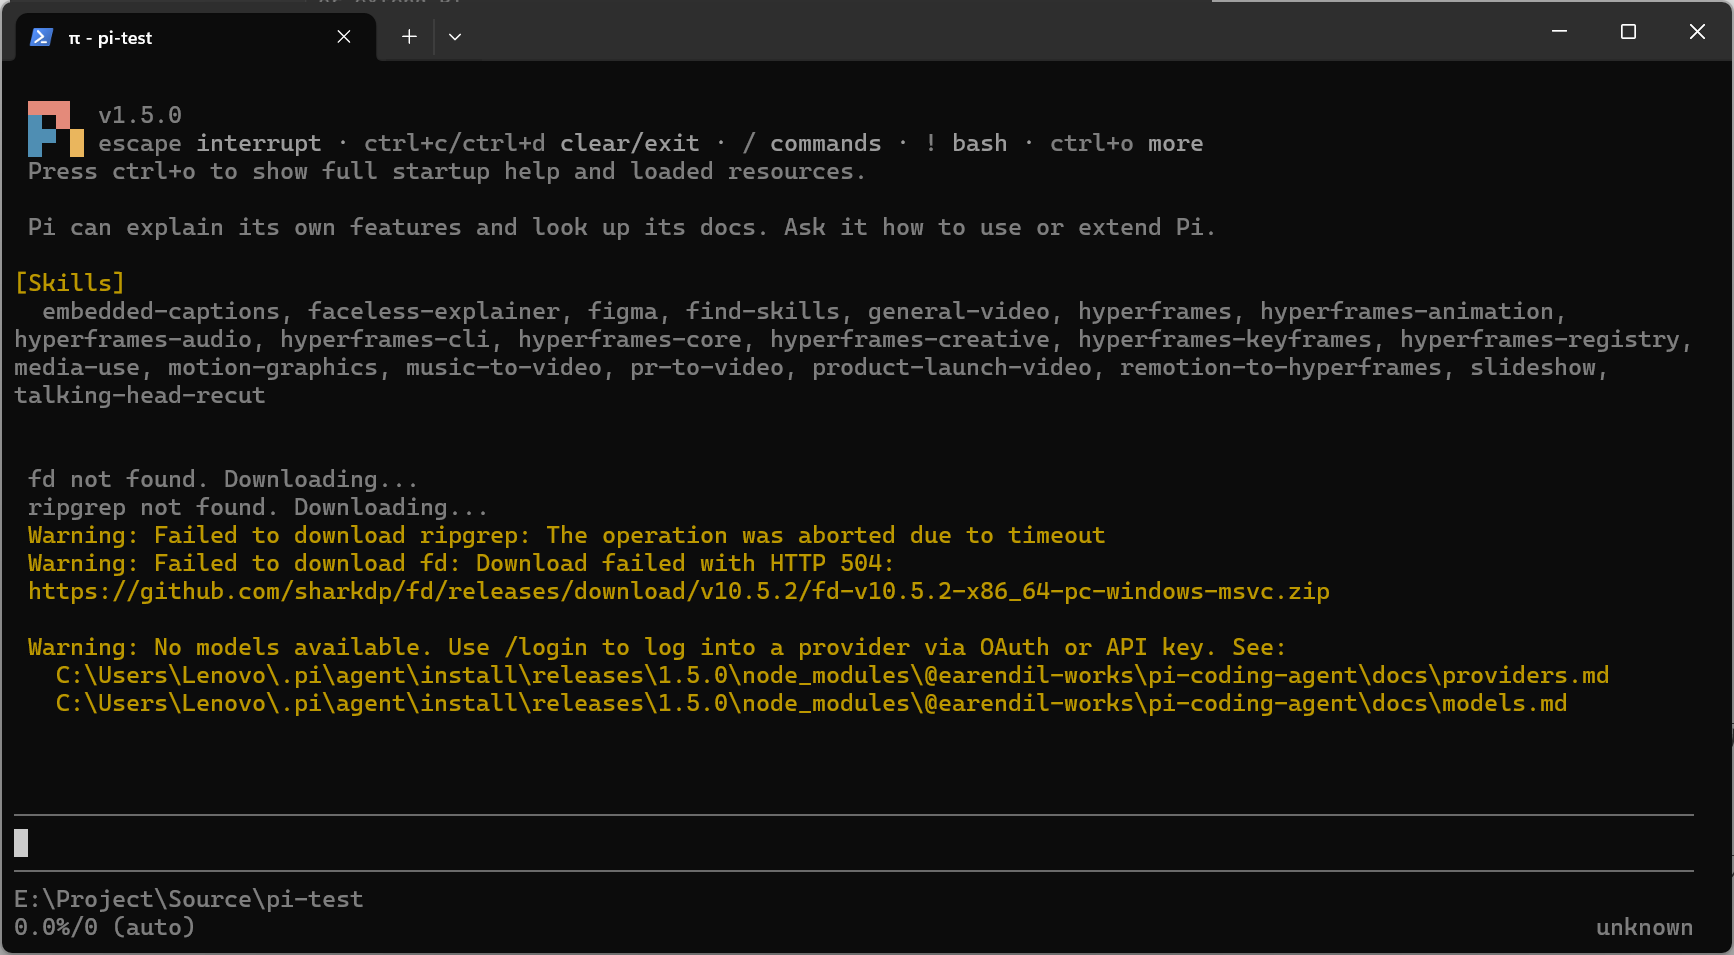 π - pi-test
v1.5.0
escape interrupt · ctrl+c/ctrl+d clear/exit · / commands · ! bash · ctrl+o more
Press ctrl+o to show full startup help and loaded resources.
Pi can explain its own features and look up its docs. Ask it how to use or extend Pi.
[Skills]
embedded-captions, faceless-explainer, figma, find-skills, general-video, hyperframes, hyperframes-animation,
hyperframes-audio, hyperframes-cli, hyperframes-core, hyperframes-creative, hyperframes-keyframes, hyperframes-registry,
media-use, motion-graphics, music-to-video, pr-to-video, product-launch-video, remotion-to-hyperframes, slideshow,
talking-head-recut
fd not found. Downloading...
ripgrep not found. Downloading...
Warning: Failed to download ripgrep: The operation was aborted due to timeout
Warning: Failed to download fd: Download failed with HTTP 504:
https://github.com/sharkdp/fd/releases/download/v10.5.2/fd-v10.5.2-x86_64-pc-windows-msvc.zip
Warning: No models available. Use /login to log into a provider via OAuth or API key. See:
C:\Users\Lenovo\.pi\agent\install\releases\1.5.0\node_modules\@earendil-works\pi-coding-agent\docs\providers.md
C:\Users\Lenovo\.pi\agent\install\releases\1.5.0\node_modules\@earendil-works\pi-coding-agent\docs\models.md
E:\Project\Source\pi-test
0.0%/0 (auto)
unknown